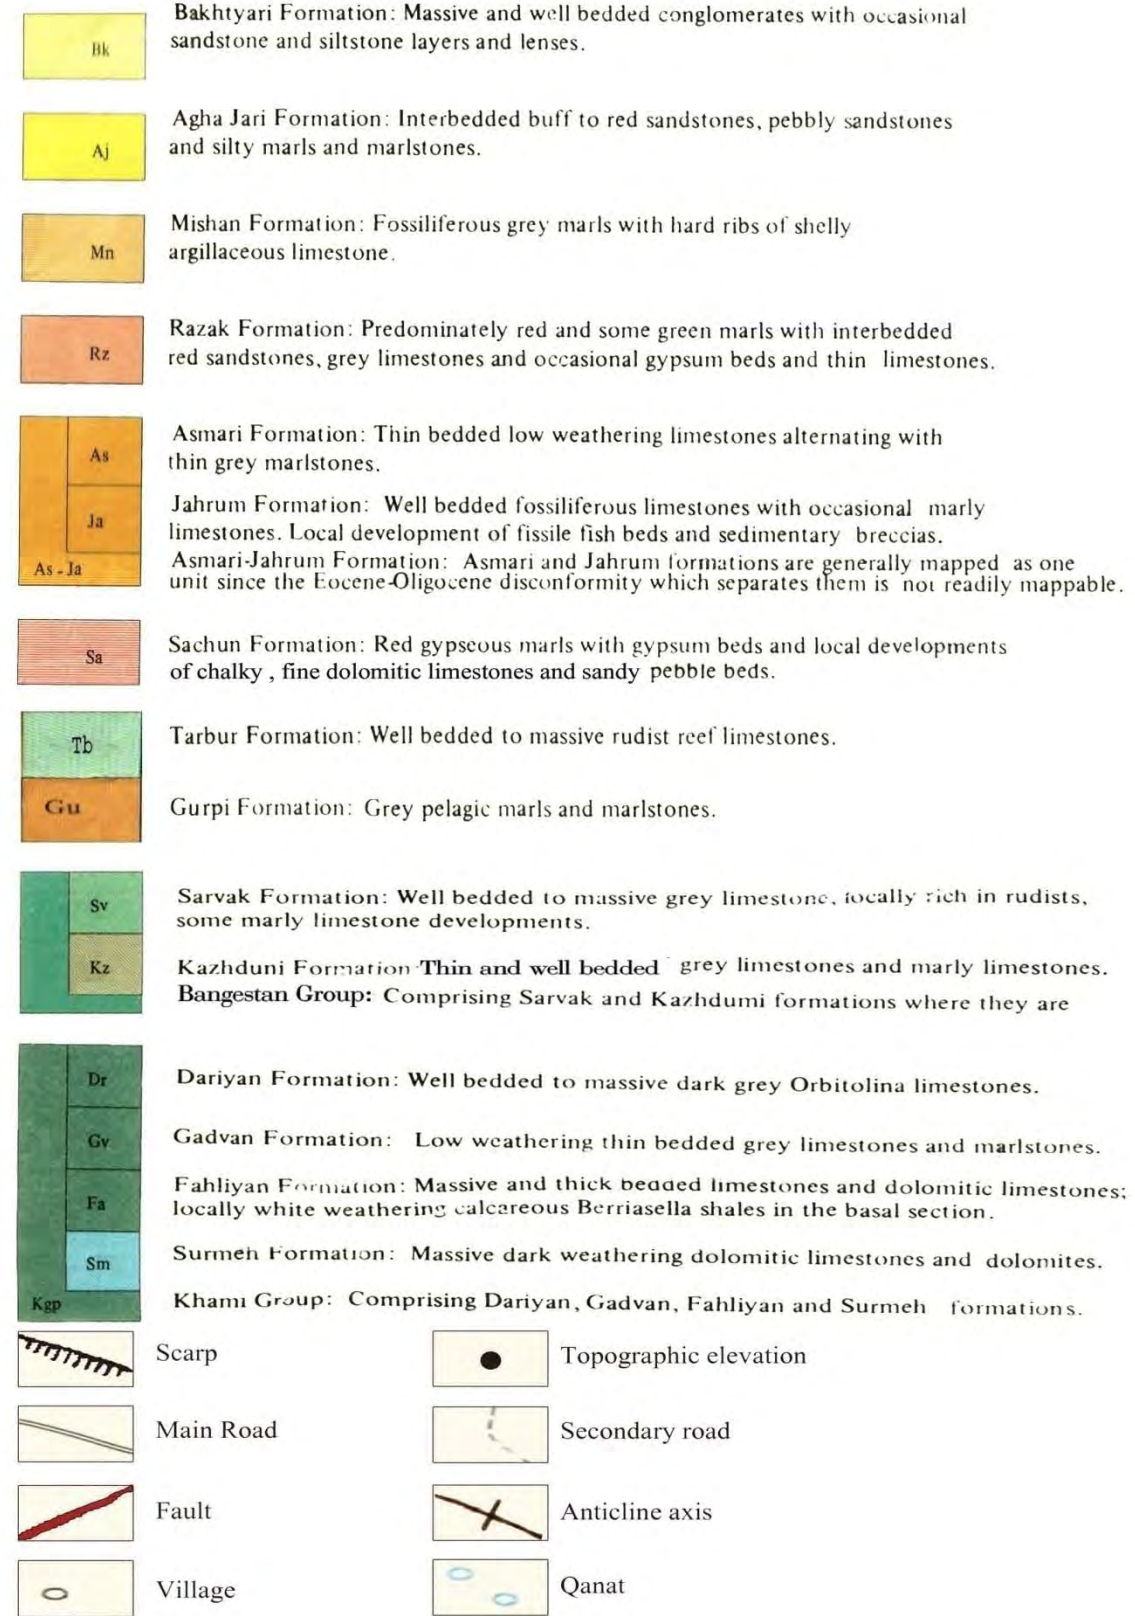 Bk
Bakhtyari Formation: Massive and well bedded conglomerates with occasional
sandstone and siltstone layers and lenses.
Aj
Agha Jari Formation: Interbedded buff to red sandstones, pebbly sandstones
and silty marls and marlstones.
Mn
Mishan Formation: Fossiliferous grey marls with hard ribs of shelly
argillaceous limestone.
Rz
Razak Formation: Predominately red and some green marls with interbedded
red sandstones, grey limestones and occasional gypsum beds and thin limestones.
As
Asmari Formation: Thin bedded low weathering limestones alternating with
thin grey marlstones.
Ja
Jahrum Formation: Well bedded fossiliferous limestones with occasional marly
limestones. Local development of fissile fish beds and sedimentary breccias.
As - Ja
Asmari-Jahrum Formation: Asmari and Jahrum formations are generally mapped as one
unit since the Eocene-Oligocene disconformity which separates them is not readily mappable.
Sa
Sachun Formation: Red gypseous marls with gypsum beds and local developments
of chalky , fine dolomitic limestones and sandy pebble beds.
Tb
Tarbur Formation: Well bedded to massive rudist reef limestones.
Gu
Gurpi Formation: Grey pelagic marls and marlstones.
Sv
Sarvak Formation: Well bedded to massive grey limestone, locally rich in rudists,
some marly limestone developments.
Kz
Kazhduni Formation Thin and well bedded grey limestones and marly limestones.
Bangestan Group: Comprising Sarvak and Kazhdumi formations where they are
Dr
Dariyan Formation: Well bedded to massive dark grey Orbitolina limestones.
Gv
Gadvan Formation: Low weathering thin bedded grey limestones and marlstones.
Fa
Fahliyan Formation: Massive and thick bedded limestones and dolomitic limestones;
locally white weathering calcareous Berriasella shales in the basal section.
Sm
Surmeh Formation: Massive dark weathering dolomitic limestones and dolomites.
Kgp
Khami Group: Comprising Dariyan, Gadvan, Fahliyan and Surmeh formations.
Scarp
Topographic elevation
Main Road
Secondary road
Fault
Anticline axis
Village
Qanat